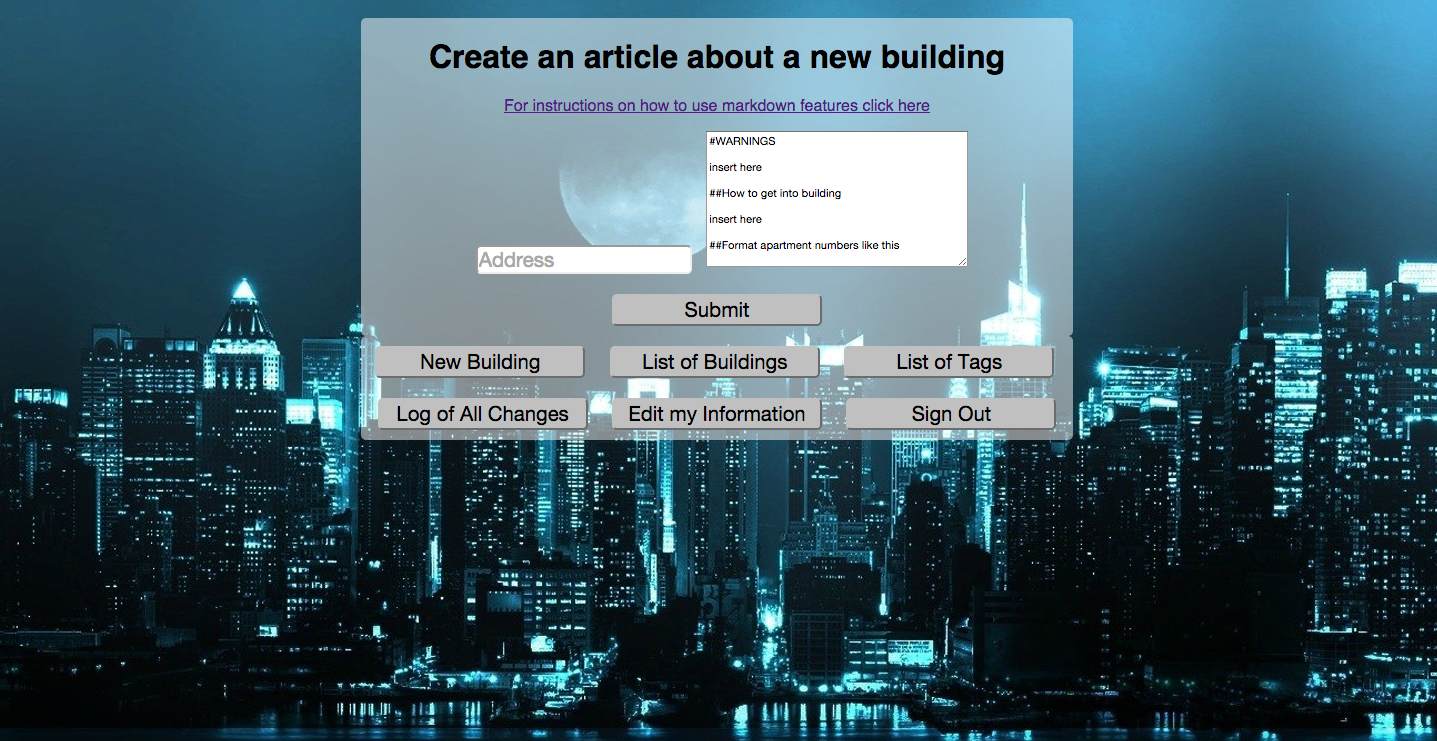 Create an article about a new building
For instructions on how to use markdown features click here
#WARNINGS
insert here
##How to get into building
insert here
##Format apartment numbers like this
Address
Submit
New Building
List of Buildings
List of Tags
Log of All Changes
Edit my Information
Sign Out